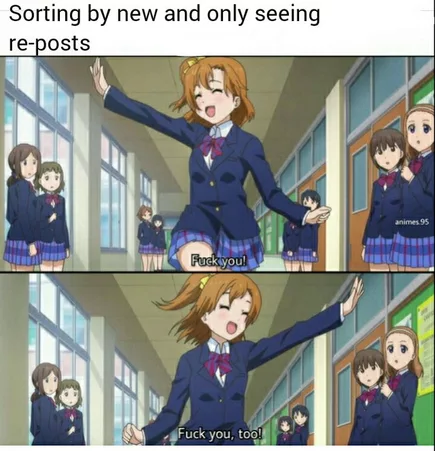 Sorting by new and only seeing
re-posts
animes.95
Fuck you!
Fuck you, too!